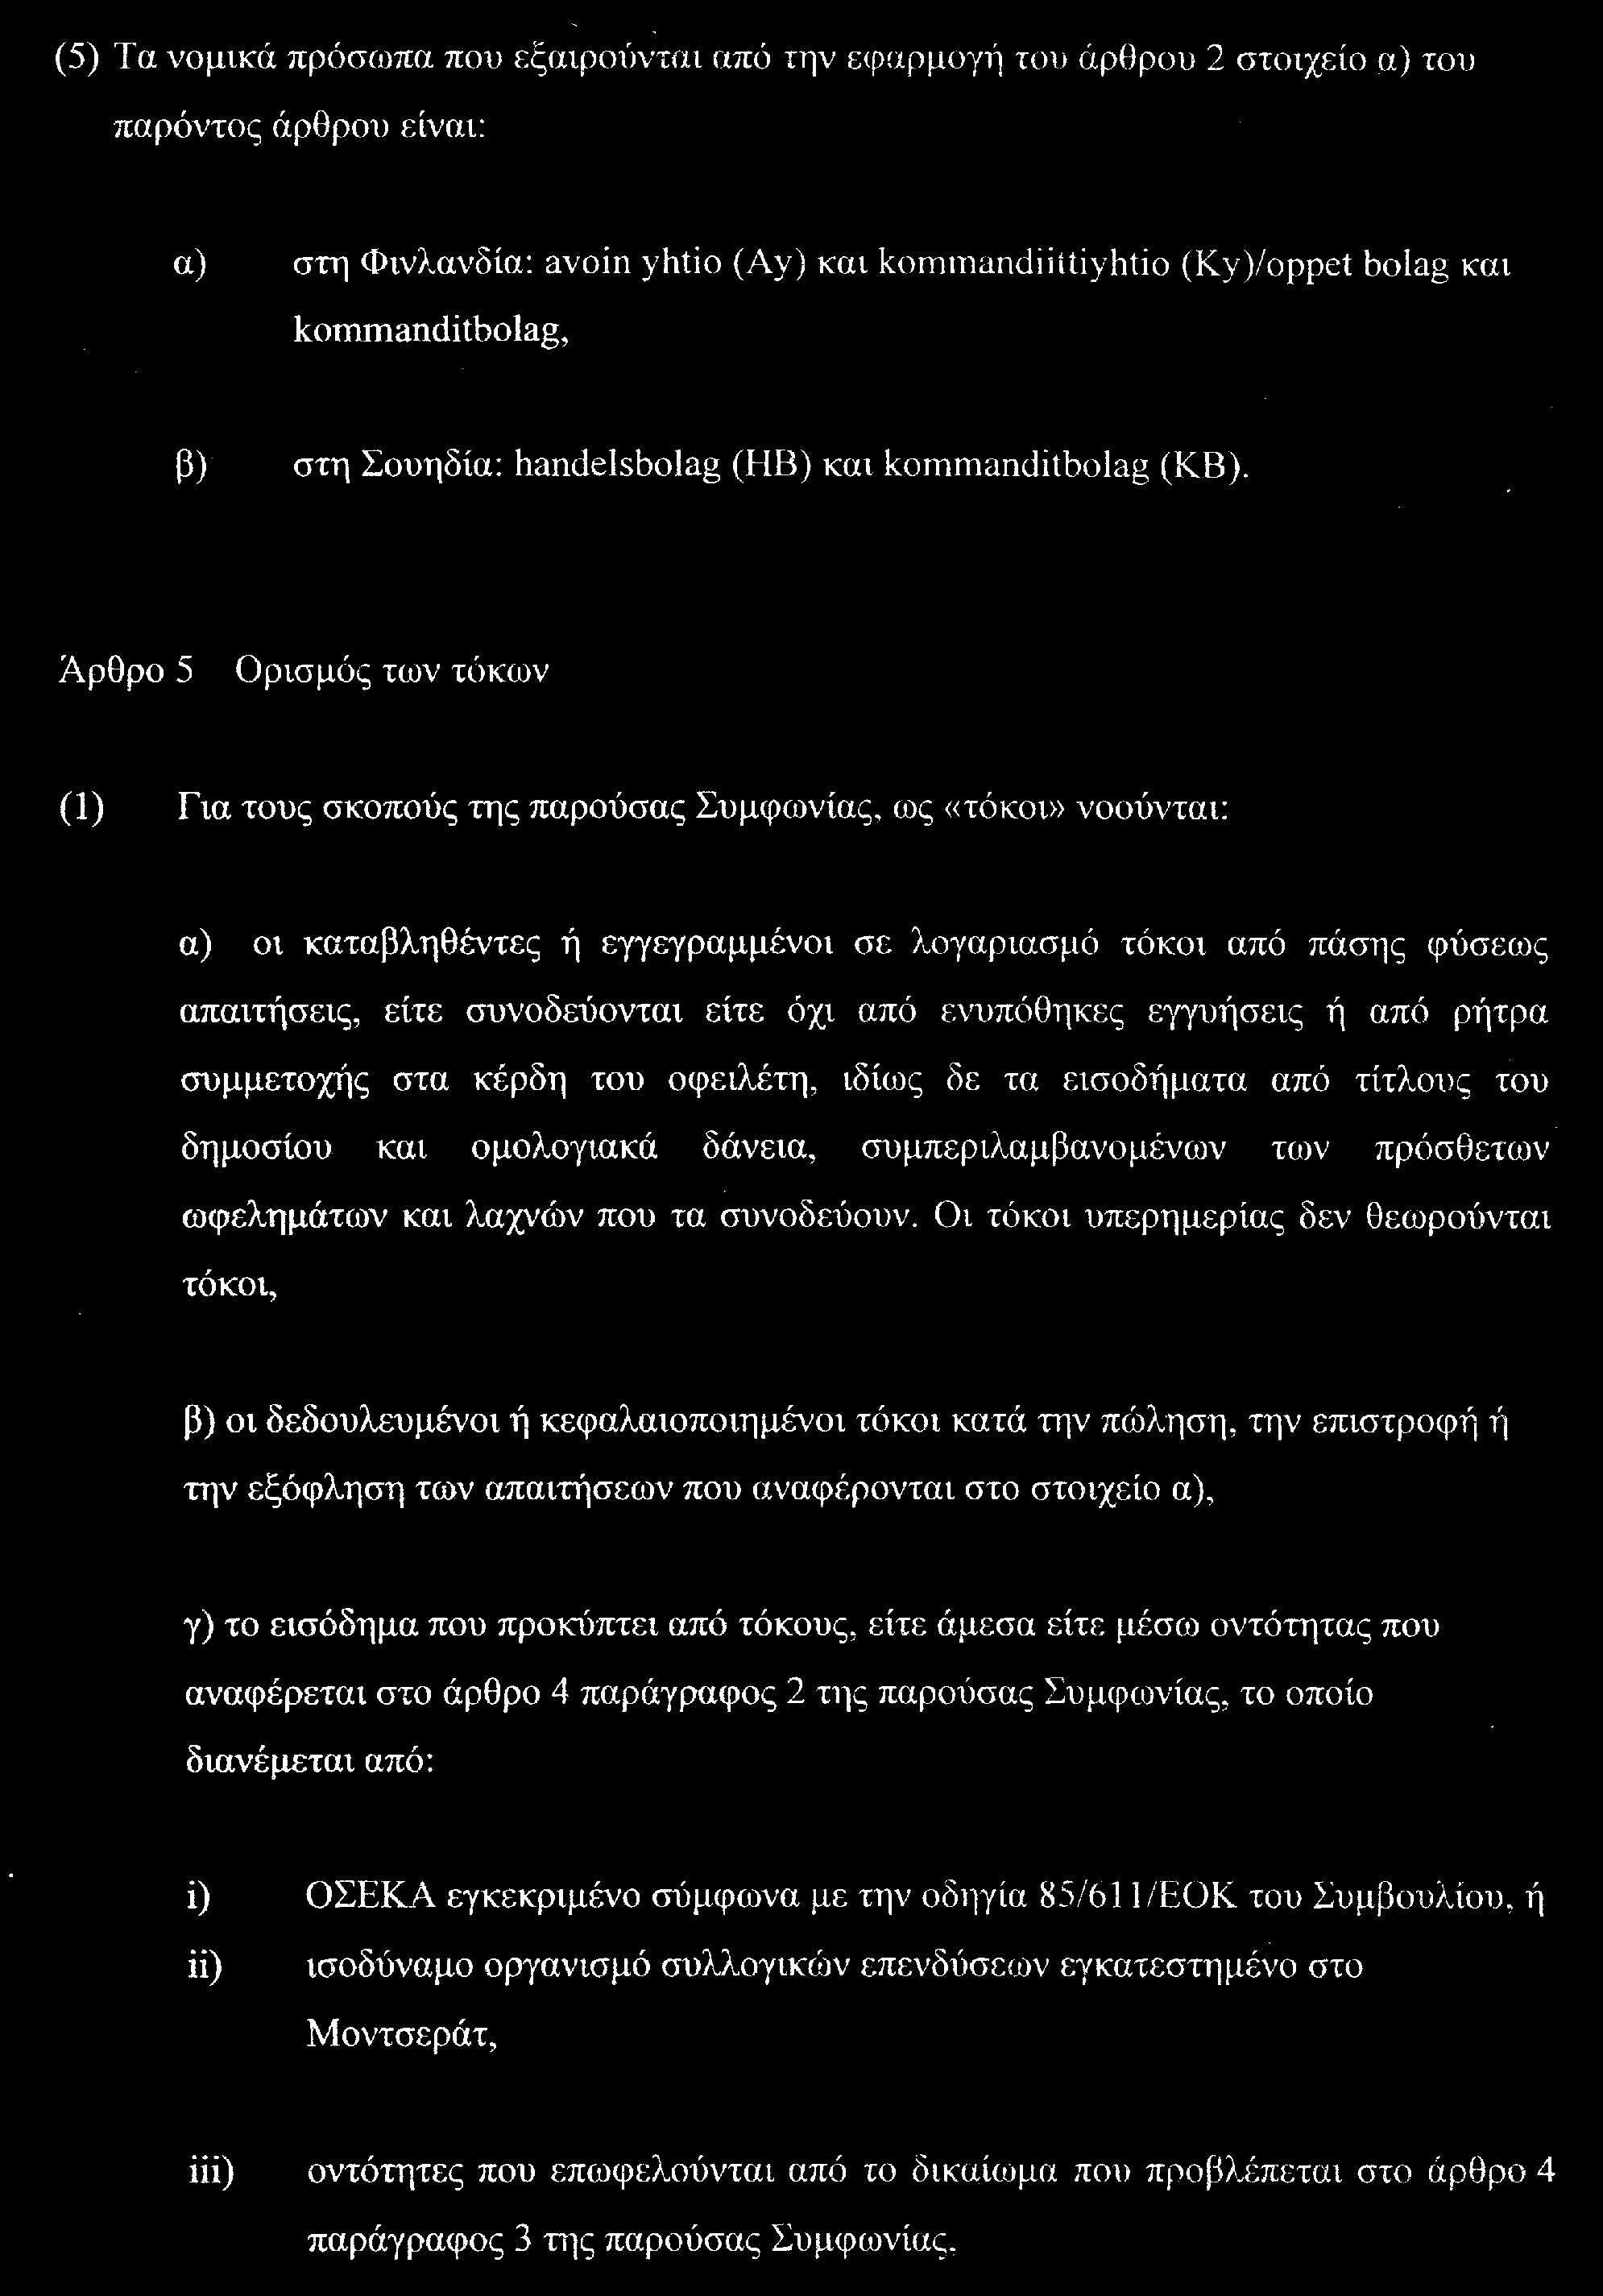 (5) Τα νομικά πρόσωπα που εξαιρούνται από την εφαρμογή του άρθρου 2 στοιχείο α) του
παρόντος άρθρου είναι:
α) στη Φινλανδία: avoin yhtio (Ay) και kommandiittiyhtio (Ky)/oppet bolag και
kommanditbolag,
β) στη Σουηδία: handelsbolag (HB) και kommanditbolag (KB).
Άρθρο 5 Ορισμός των τόκων
(1) Για τους σκοπούς της παρούσας Συμφωνίας, ως «τόκοι» νοούνται:
α) οι καταβληθέντες ή εγγεγραμμένοι σε λογαριασμό τόκοι από πάσης φύσεως
απαιτήσεις, είτε συνοδεύονται είτε όχι από ενυπόθηκες εγγυήσεις ή από ρήτρα
συμμετοχής στα κέρδη του οφειλέτη, ιδίως δε τα εισοδήματα από τίτλους του
δημοσίου και ομολογιακά δάνεια, συμπεριλαμβανομένων των πρόσθετων
ωφελημάτων και λαχνών που τα συνοδεύουν. Οι τόκοι υπερημερίας δεν θεωρούνται
τόκοι,
β) οι δεδουλευμένοι ή κεφαλαιοποιημένοι τόκοι κατά την πώληση, την επιστροφή ή
την εξόφληση των απαιτήσεων που αναφέρονται στο στοιχείο α),
γ) το εισόδημα που προκύπτει από τόκους, είτε άμεσα είτε μέσω οντότητας που
αναφέρεται στο άρθρο 4 παράγραφος 2 της παρούσας Συμφωνίας, το οποίο
διανέμεται από:
i) ΟΣΕΚΑ εγκεκριμένο σύμφωνα με την οδηγία 85/611/ΕΟΚ του Συμβουλίου, ή
ii) ισοδύναμο οργανισμό συλλογικών επενδύσεων εγκατεστημένο στο
Μοντσεράτ,
iii) οντότητες που επωφελούνται από το δικαίωμα που προβλέπεται στο άρθρο 4
παράγραφος 3 της παρούσας Συμφωνίας,